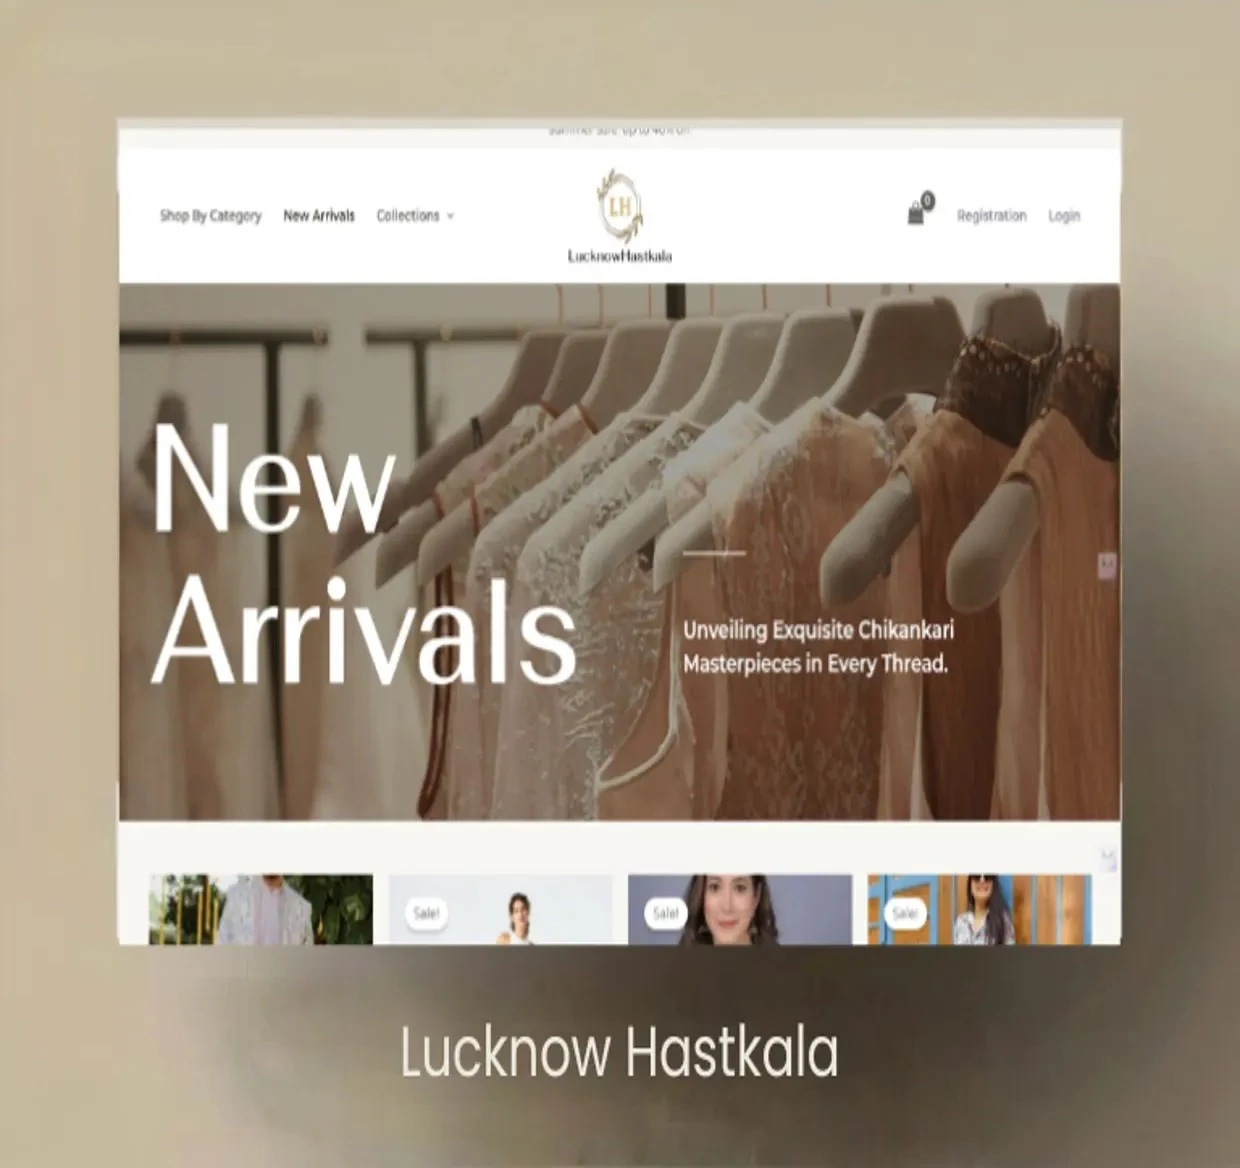 Summer sale: Up to 40% off!
Shop By Category New Arrivals Collections
LH
LucknowHastkala
0
Registration Login
New
Arrivals
Unveiling Exquisite Chikankari
Masterpieces in Every Thread.
Sale!
Sale!
Sale!
Lucknow Hastkala